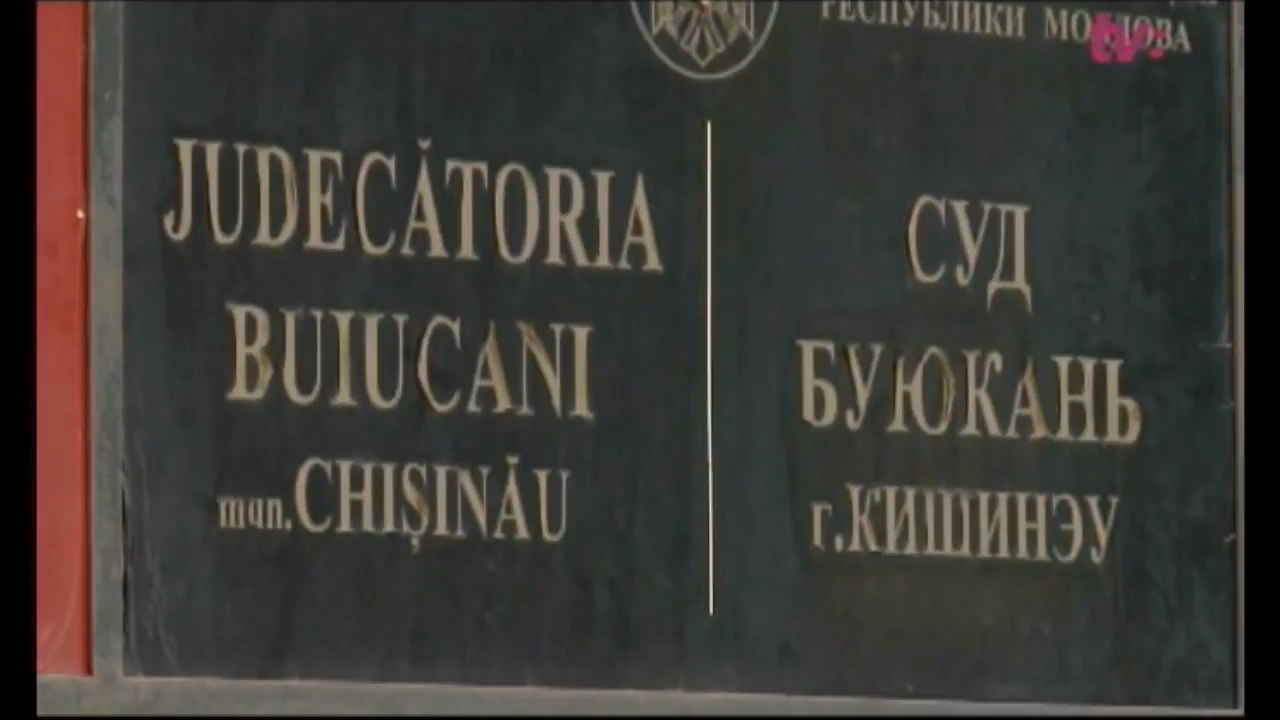 РЕСПУБЛИКИ МОЛДОВА
JUDECĂTORIA
BUIUCANI
mun.CHIȘINĂU
СУД
БУЮКАНЬ
г.КИШИНЭУ